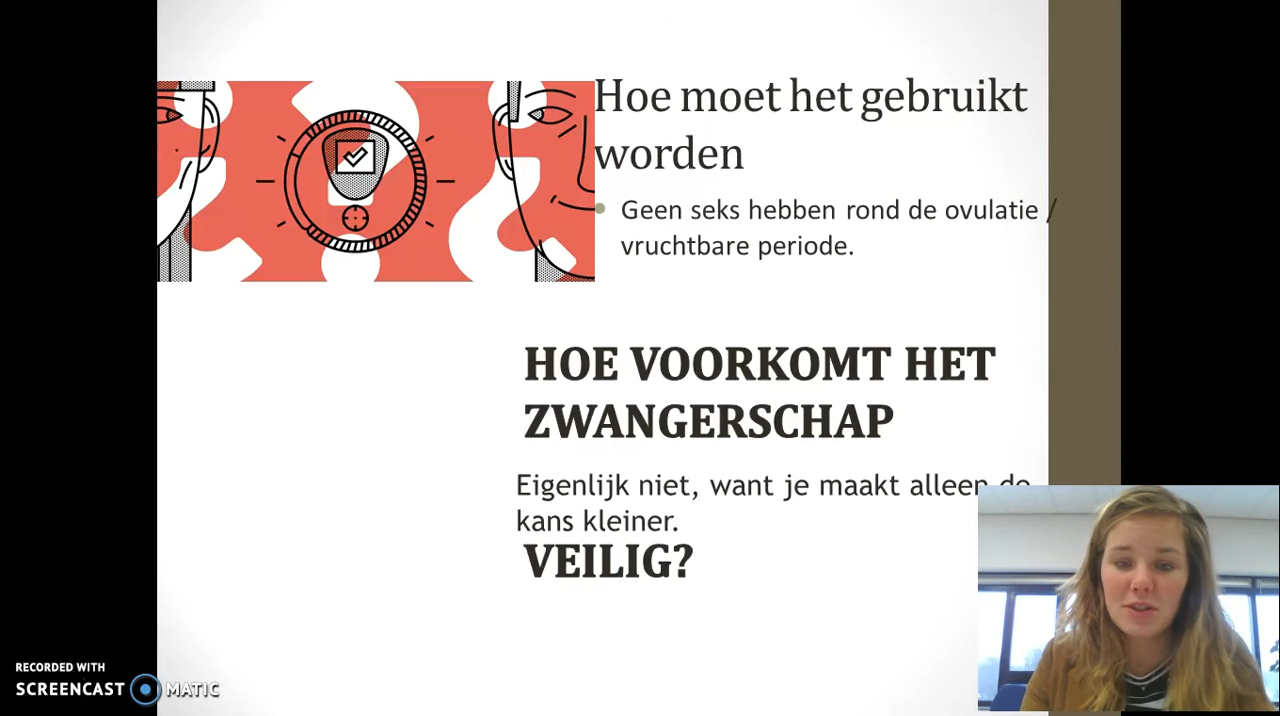 Hoe moet het gebruikt
worden
Geen seks hebben rond de ovulatie /
vruchtbare periode.
HOE VOORKOMT HET
ZWANGERSCHAP
Eigenlijk niet, want je maakt alleen de
kans kleiner.
VEILIG?
RECORDED WITH
SCREENCAST MATIC